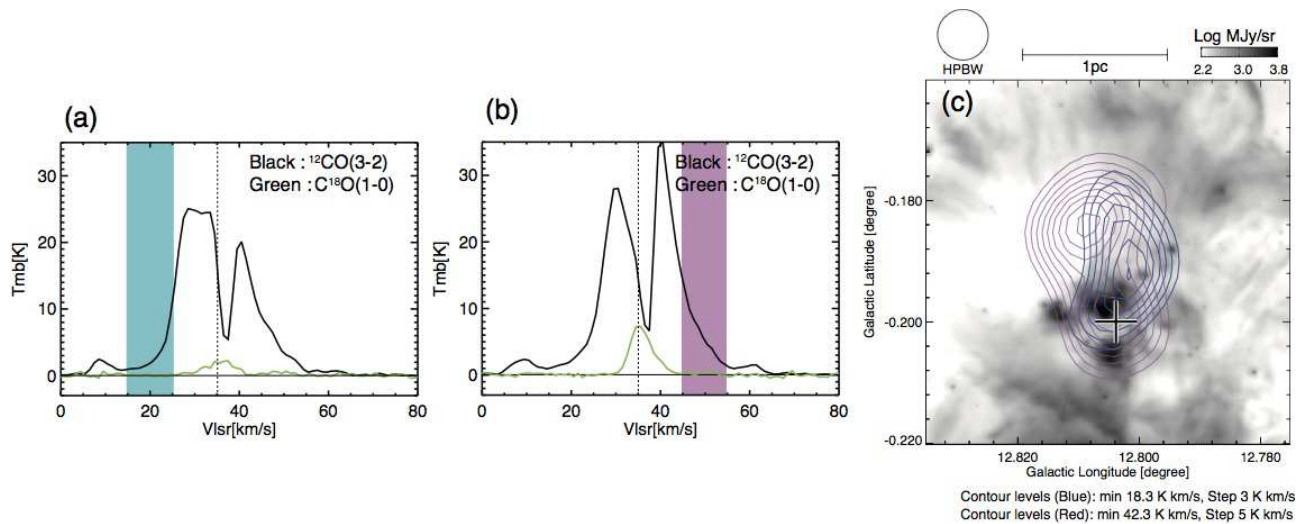 (a)
Black : ¹²CO(3-2)
Green : C¹⁸O(1-0)
30
20
10
0
Tmb[K]
0 20 40 60 80
Vlsr[km/s]
(b)
Black : ¹²CO(3-2)
Green : C¹⁸O(1-0)
30
20
10
0
Tmb[K]
0 20 40 60 80
Vlsr[km/s]
HPBW
1pc
Log MJy/sr
2.2 3.0 3.8
(c)
-0.180
-0.200
-0.220
Galactic Latitude [degree]
12.820 12.800 12.780
Galactic Longitude [degree]
Contour levels (Blue): min 18.3 K km/s, Step 3 K km/s
Contour levels (Red): min 42.3 K km/s, Step 5 K km/s